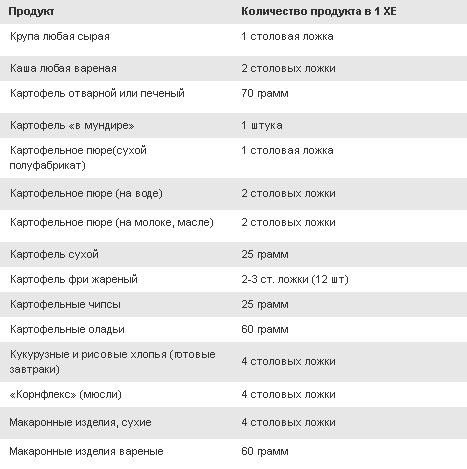 Продукт Количество продукта в 1 ХЕ
Крупа любая сырая 1 столовая ложка
Каша любая вареная 2 столовых ложки
Картофель отварной или печеный 70 грамм
Картофель «в мундире» 1 штука
Картофельное пюре(сухой 1 столовая ложка
полуфабрикат)
Картофельное пюре (на воде) 2 столовых ложки
Картофельное пюре (на молоке, масле) 2 столовых ложки
Картофель сухой 25 грамм
Картофель фри жареный 2-3 ст. ложки (12 шт)
Картофельные чипсы 25 грамм
Картофельные оладьи 60 грамм
Кукурузные и рисовые хлопья (готовые 4 столовых ложки
завтраки)
«Корнфлекс» (мюсли) 4 столовых ложки
Макаронные изделия, сухие 4 столовых ложки
Макаронные изделия вареные 60 грамм